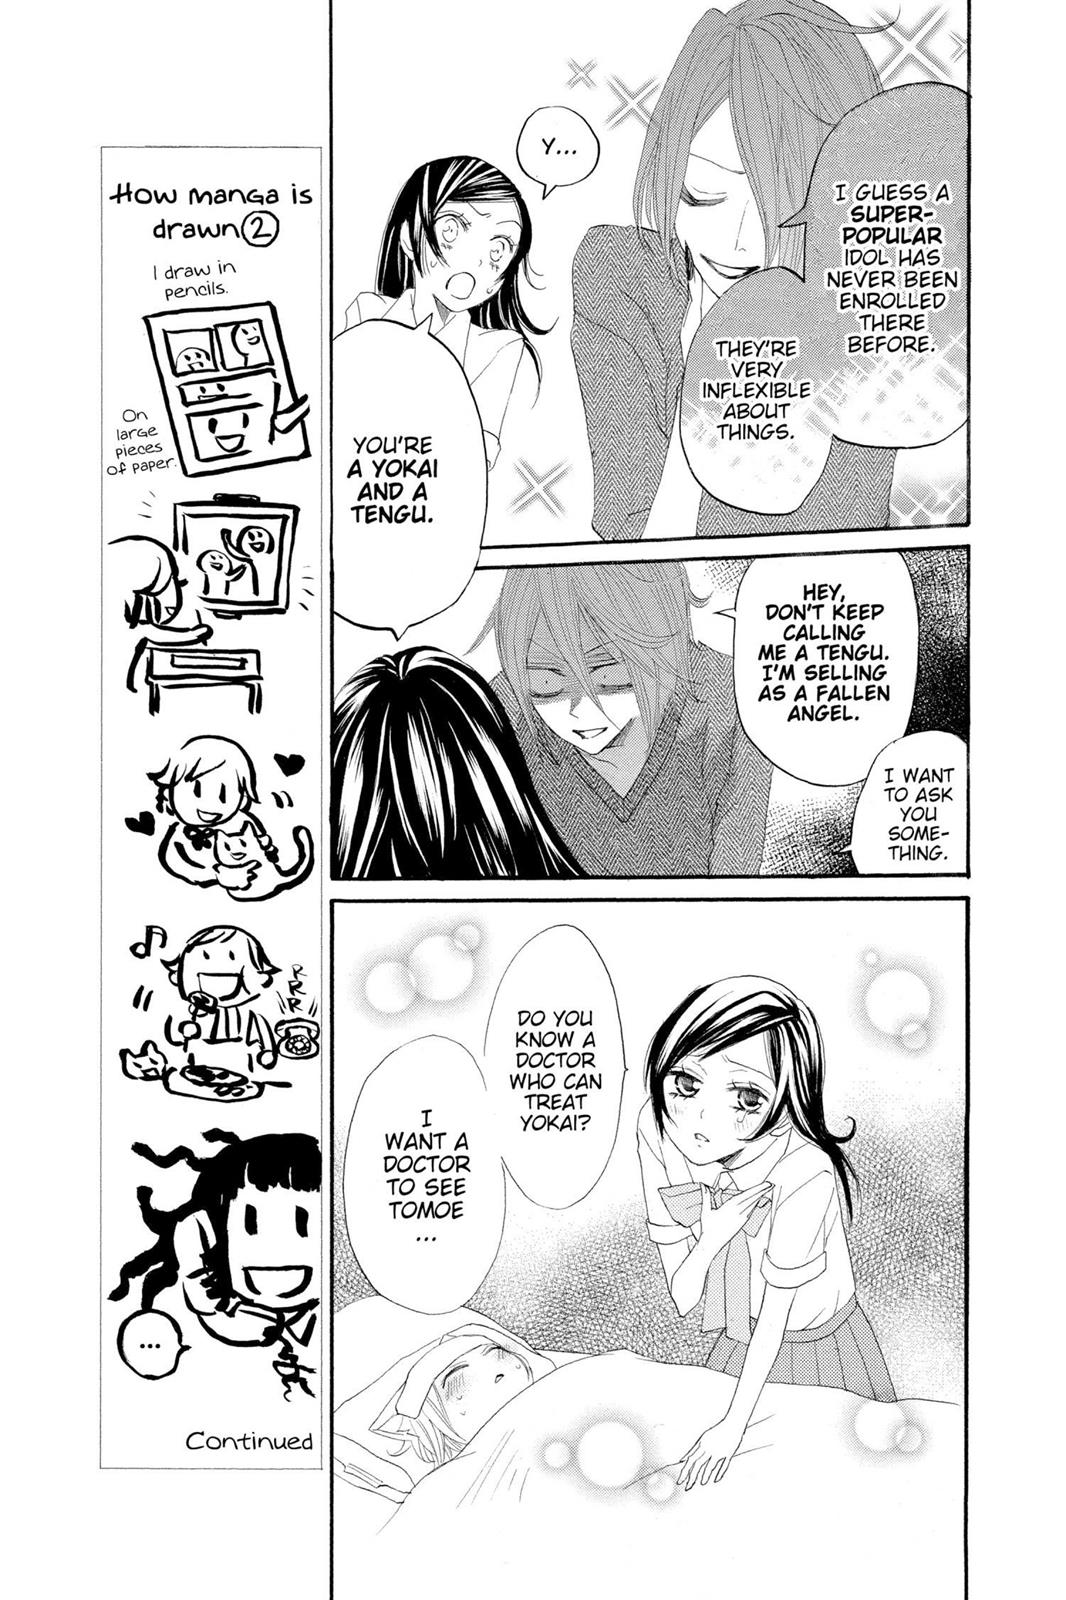 I GUESS A
SUPER-
POPULAR
IDOL HAS
NEVER BEEN
ENROLLED
THERE
BEFORE.
THEY'RE
VERY
INFLEXIBLE
ABOUT
THINGS.
Y...
YOU'RE
A YOKAI
AND A
TENGU.
HEY,
DON'T KEEP
CALLING
ME A TENGU.
I'M SELLING
AS A FALLEN
ANGEL.
I WANT
TO ASK
YOU
SOME-
THING.
DO YOU
KNOW A
DOCTOR
WHO CAN
TREAT
YOKAI?
I
WANT A
DOCTOR
TO SEE
TOMOE
...
How manga is
drawn②
I draw in
pencils.
On
large
pieces
of paper.
RRR
...
Continued